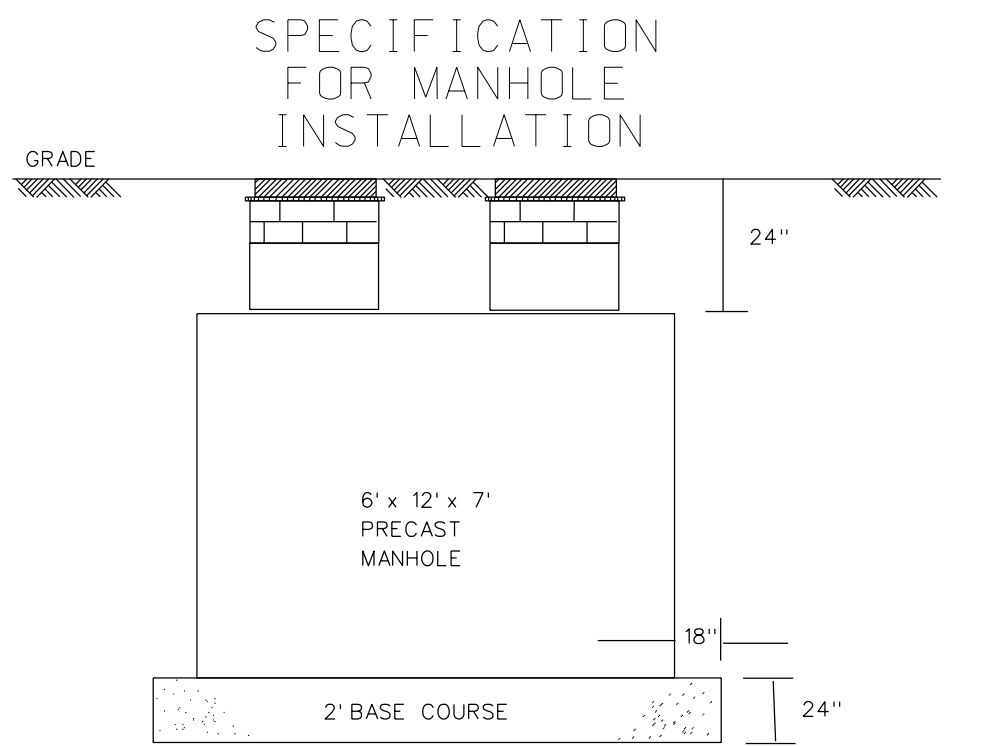 SPECIFICATION
FOR MANHOLE
INSTALLATION
GRADE
24"
6' x 12' x 7'
PRECAST
MANHOLE
18"
2' BASE COURSE
24"